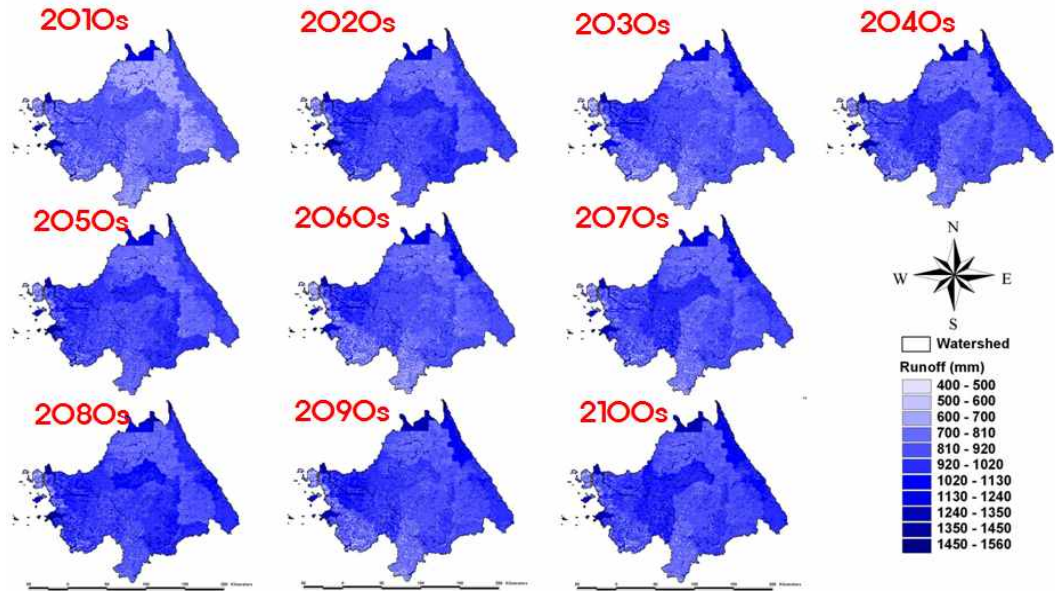 2010s 2020s 2030s 2040s
2050s 2060s 2070s
N
W E
S
Watershed
Runoff (mm)
400 - 500
500 - 600
600 - 700
700 - 810
810 - 920
920 - 1020
1020 - 1130
1130 - 1240
1240 - 1350
1350 - 1450
1450 - 1560
2080s 2090s 2100s